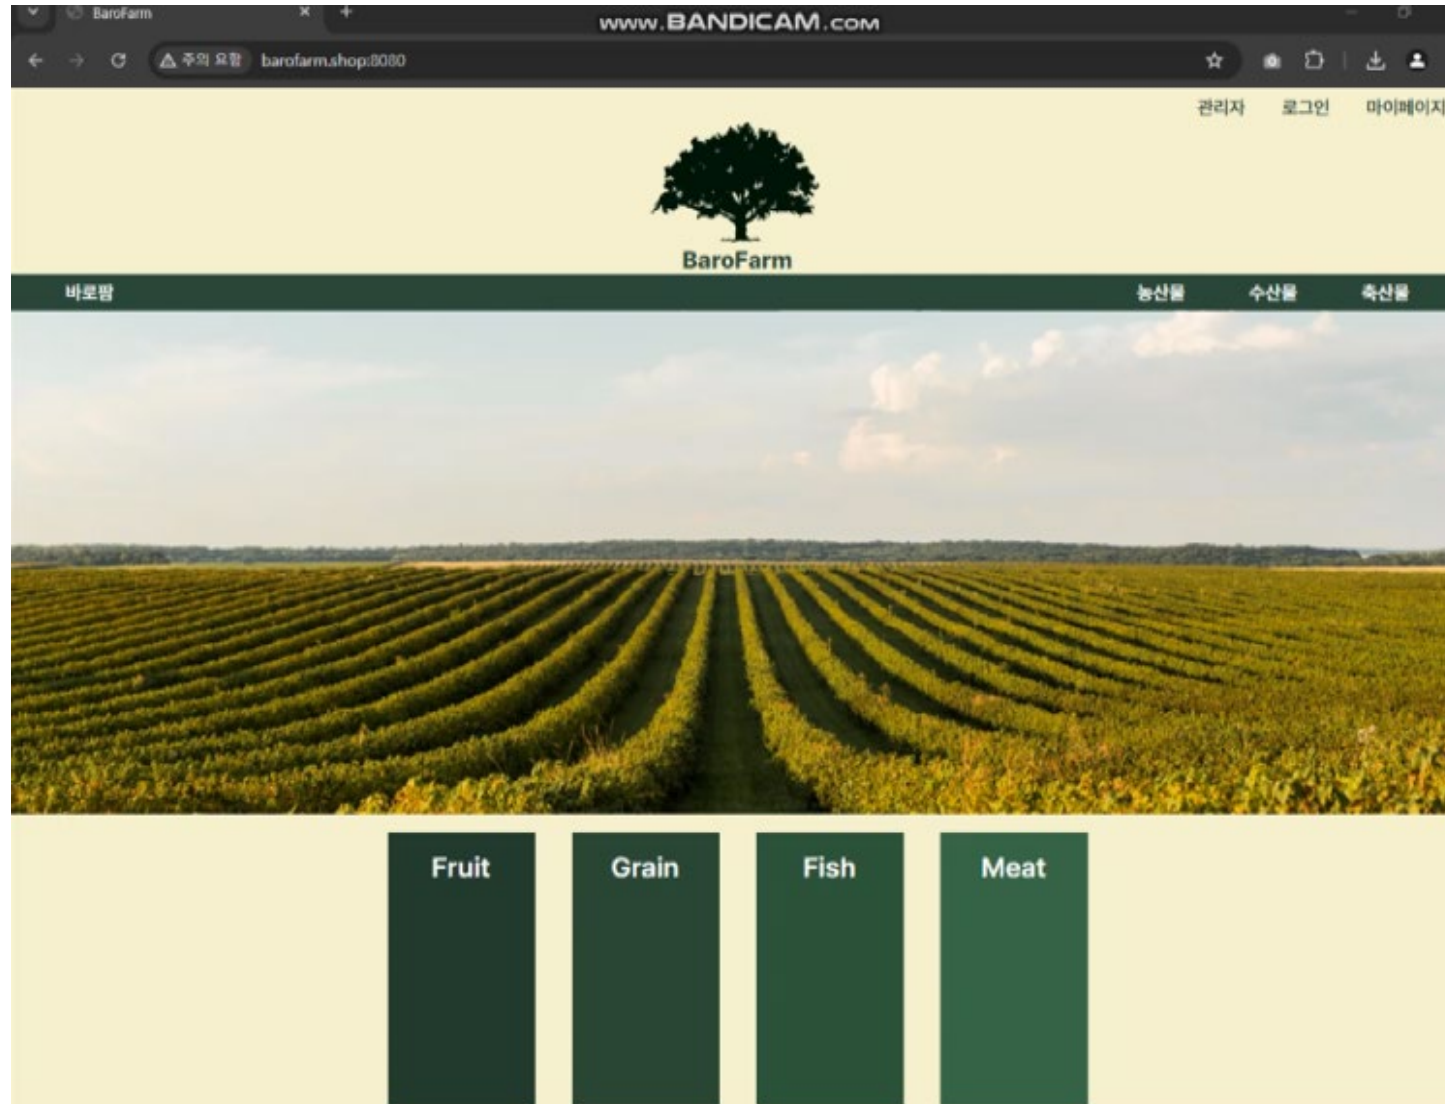 BaroFarm
www.BANDICAM.com
주의 요함 barofarm.shop:8080
관리자 로그인 마이페이지
BaroFarm
바로팜 농산물 수산물 축산물
Fruit Grain Fish Meat